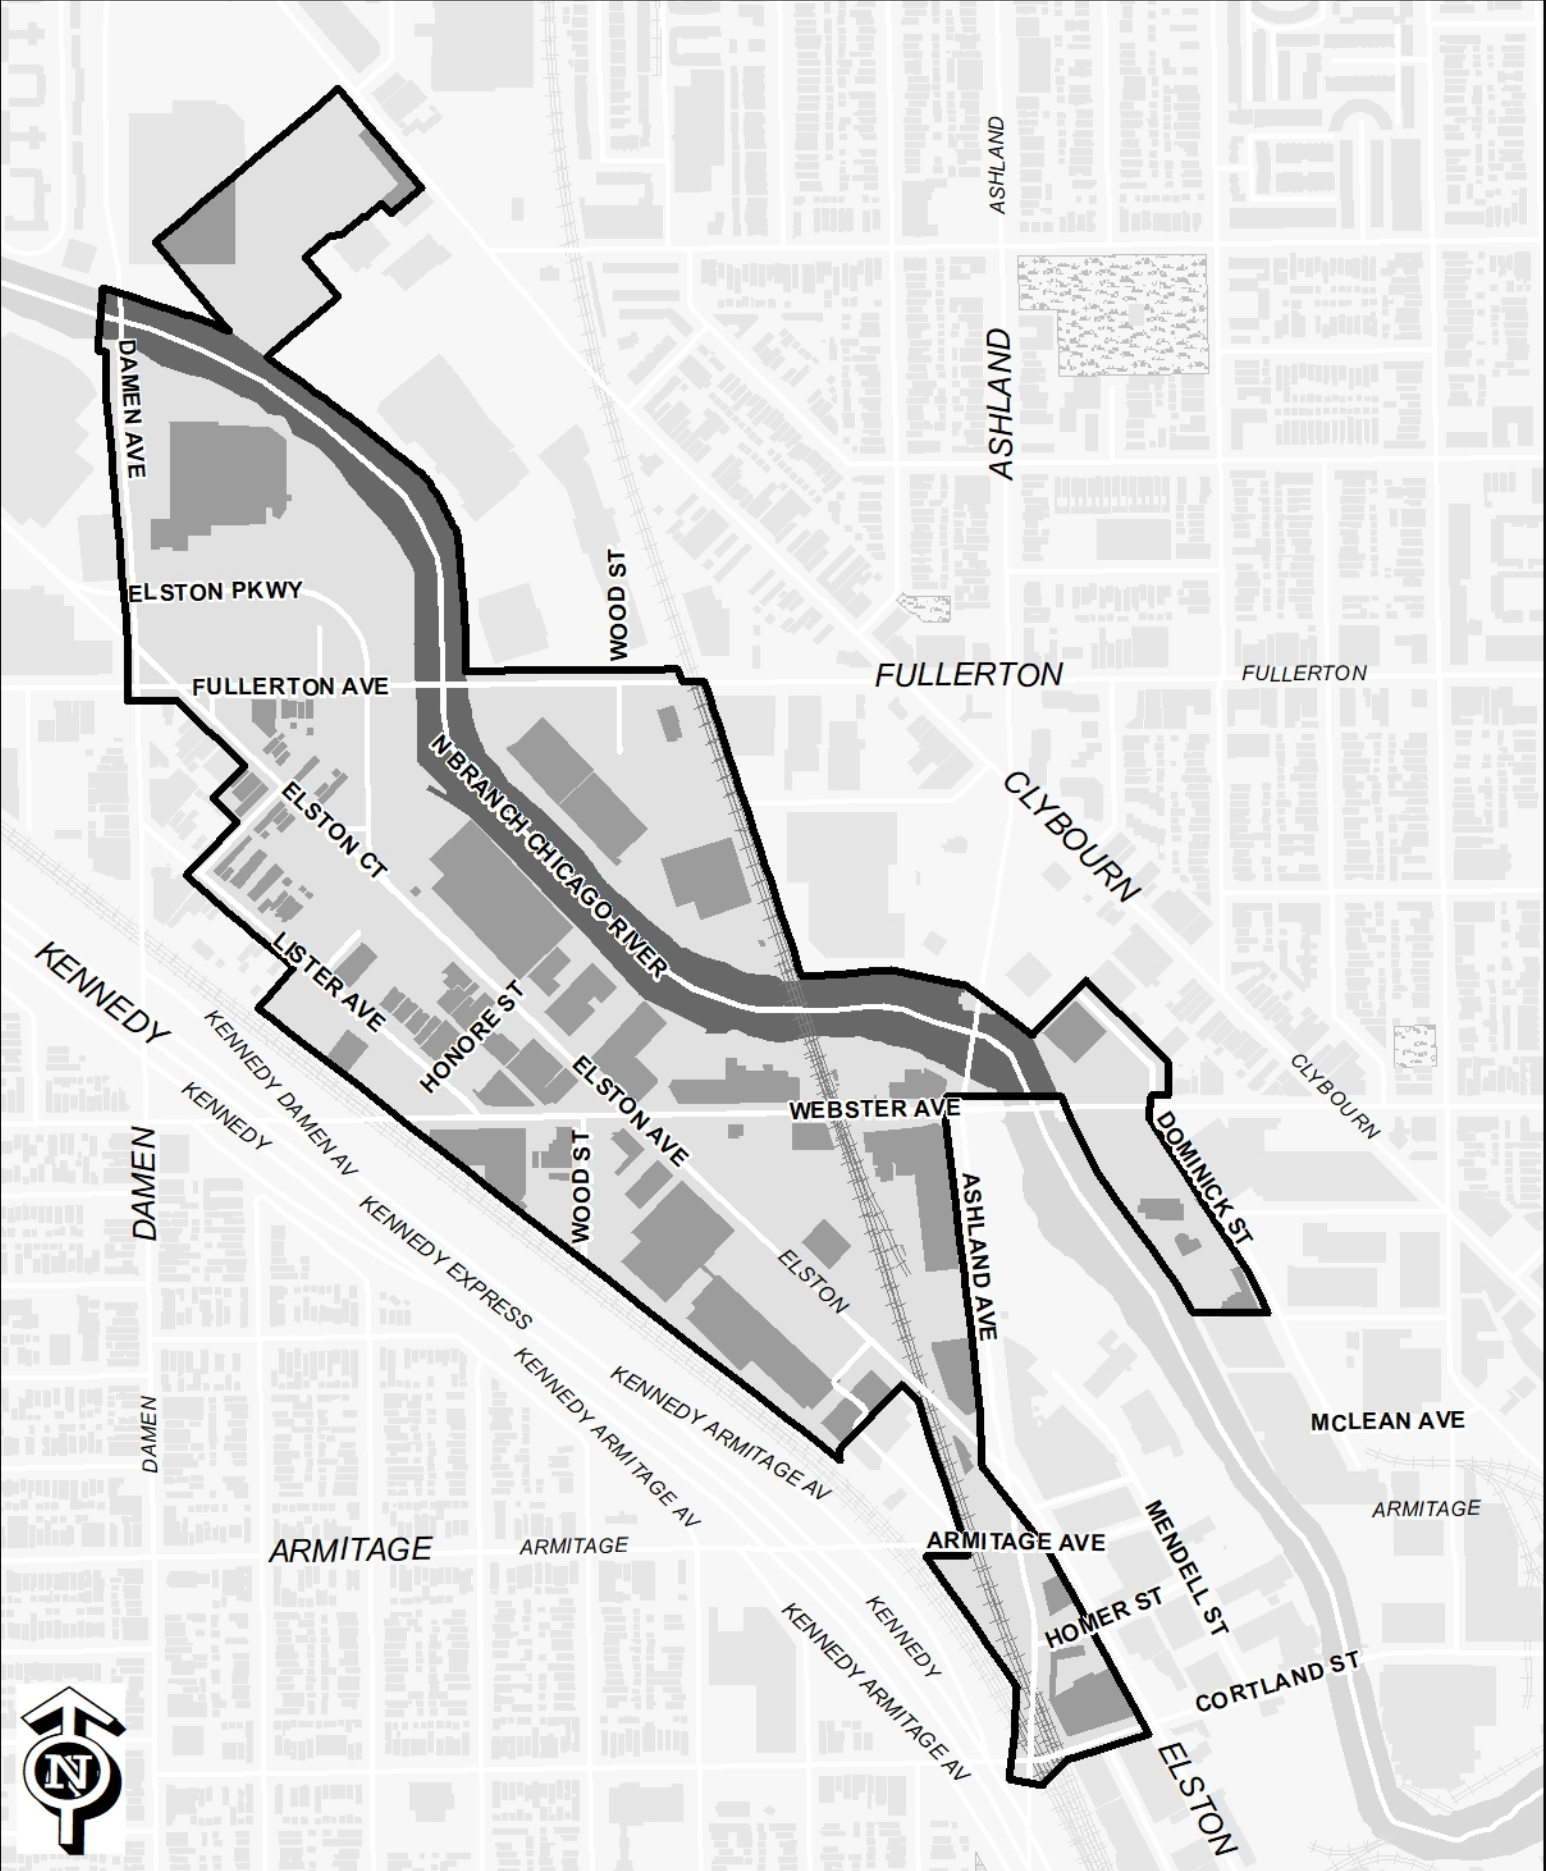 ASHLAND
ASHLAND
DAMEN AVE
WOOD ST
ELSTON PKWY
FULLERTON AVE
FULLERTON
FULLERTON
N BRANCH CHICAGO RIVER
CLYBOURN
ELSTON CT
KENNEDY
LISTER AVE
HONORE ST
KENNEDY DAMEN AV
KENNEDY
ELSTON AVE
WEBSTER AVE
CLYBOURN
DAMEN
WOOD ST
DOMINICK ST
ASHLAND AVE
KENNEDY EXPRESS
ELSTON
KENNEDY ARMITAGE AV
KENNEDY ARMITAGE AV
DAMEN
MCLEAN AVE
ARMITAGE
ARMITAGE
ARMITAGE
ARMITAGE AVE
MENDELL ST
HOMER ST
KENNEDY
KENNEDY ARMITAGE AV
CORTLAND ST
ELSTON
N